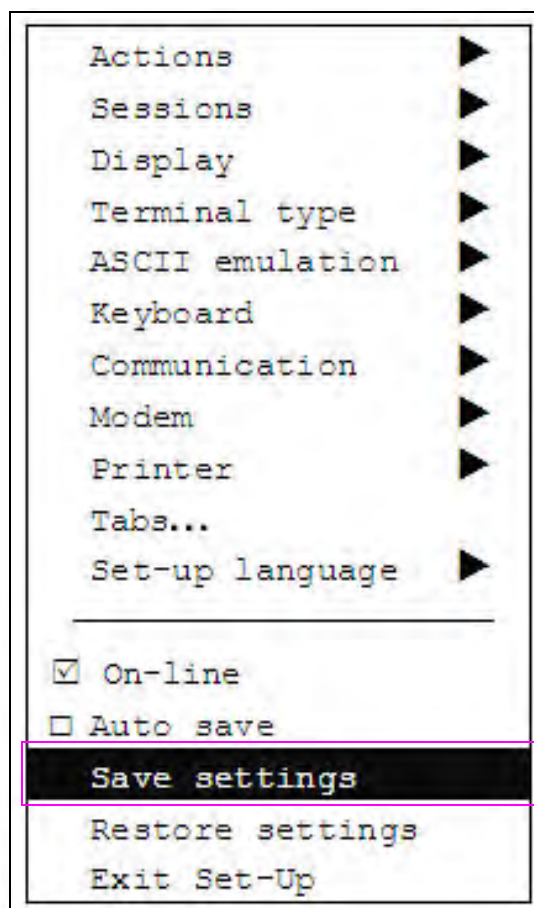 Actions
Sessions
Display
Terminal type
ASCII emulation
Keyboard
Communication
Modem
Printer
Tabs...
Set-up language
On-line
Auto save
Save settings
Restore settings
Exit Set-Up